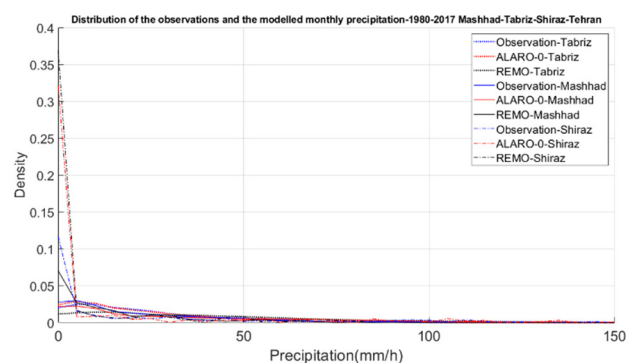 Distribution of the observations and the modelled monthly precipitation-1980-2017 Mashhad-Tabriz-Shiraz-Tehran
0.4
0.35
0.3
0.25
0.2
0.15
0.1
0.05
0
Density
Observation-Tabriz
ALARO-0-Tabriz
REMO-Tabriz
Observation-Mashhad
ALARO-0-Mashhad
REMO-Mashhad
Observation-Shiraz
ALARO-0-Shiraz
REMO-Shiraz
0 50 100 150
Precipitation(mm/h)